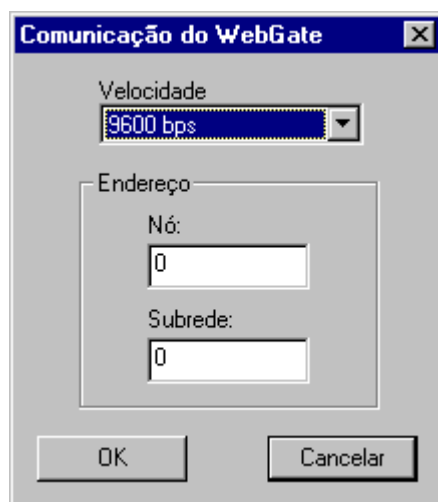 Comunicação do WebGate
Velocidade
9600 bps
Endereço
Nó:
0
Subrede:
0
OK Cancelar